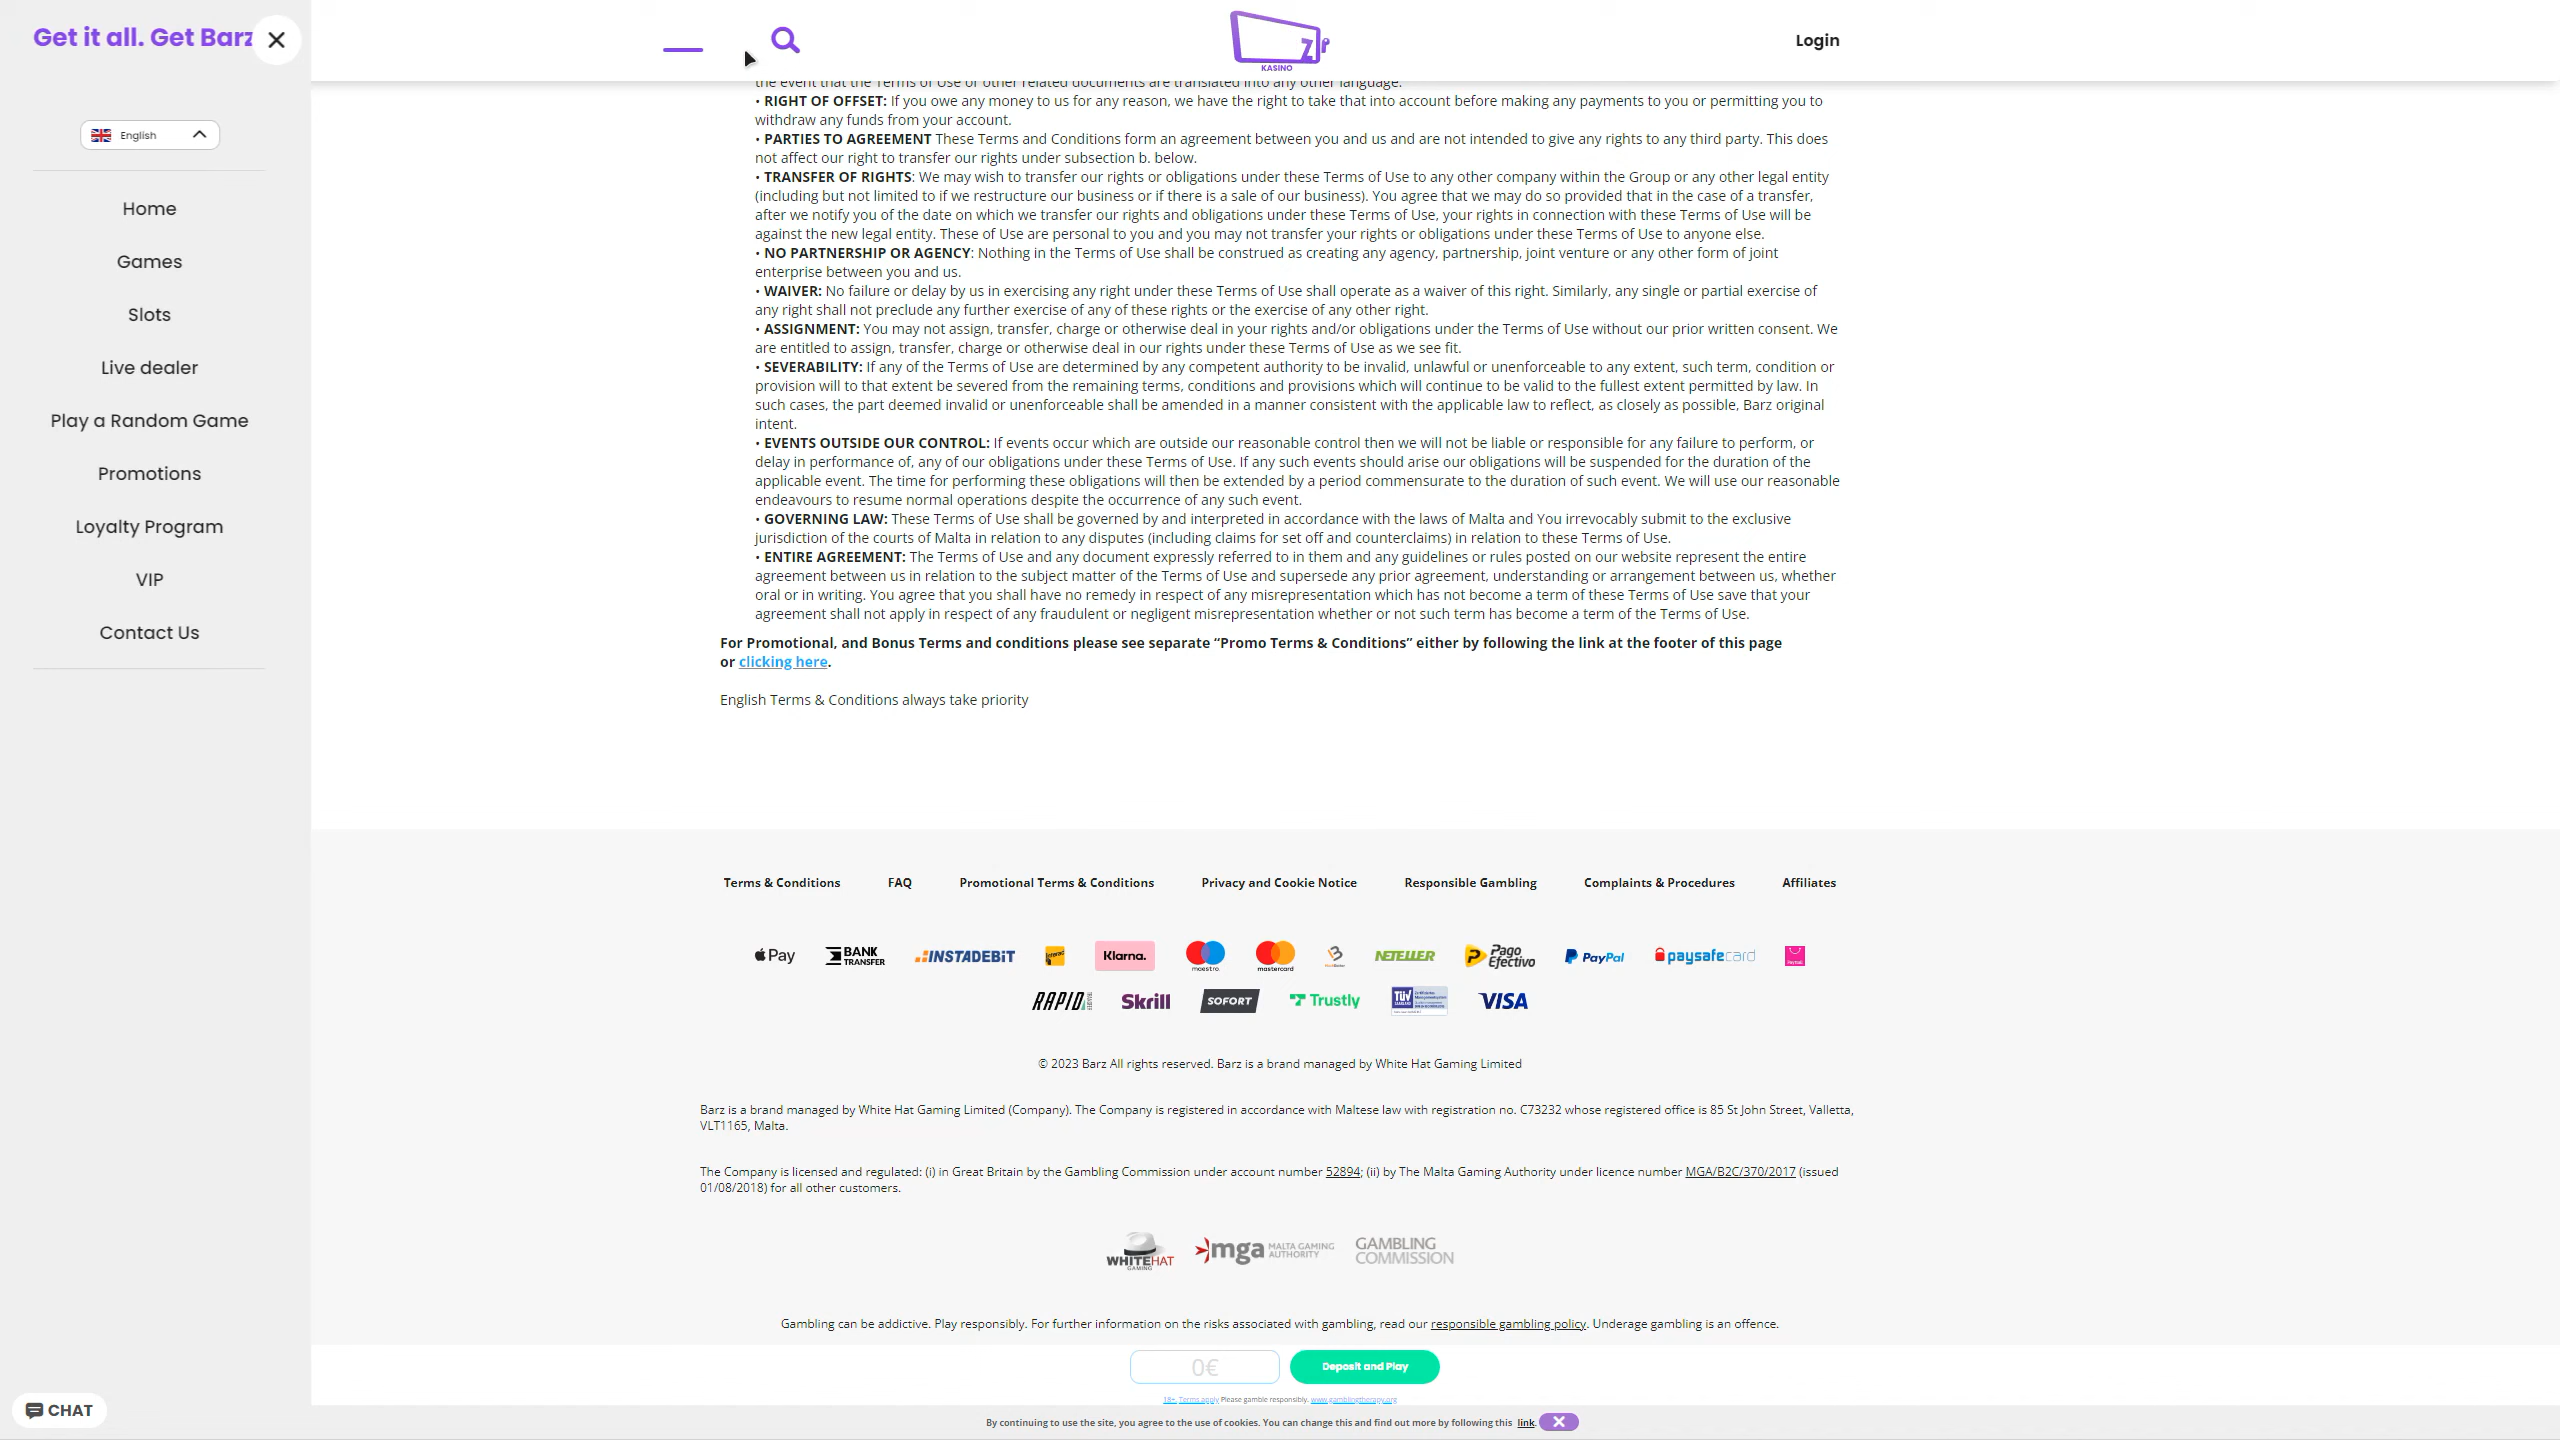 Get it all. Get Barz
English
Home
Games
Slots
Live dealer
Play a Random Game
Promotions
Loyalty Program
VIP
Contact Us
CHAT
KASINO
Login
the event that the Terms of Use or other related documents are translated into any other language.
• RIGHT OF OFFSET: If you owe any money to us for any reason, we have the right to take that into account before making any payments to you or permitting you to
withdraw any funds from your account.
• PARTIES TO AGREEMENT These Terms and Conditions form an agreement between you and us and are not intended to give any rights to any third party. This does
not affect our right to transfer our rights under subsection b. below.
• TRANSFER OF RIGHTS: We may wish to transfer our rights or obligations under these Terms of Use to any other company within the Group or any other legal entity
(including but not limited to if we restructure our business or if there is a sale of our business). You agree that we may do so provided that in the case of a transfer,
after we notify you of the date on which we transfer our rights and obligations under these Terms of Use, your rights in connection with these Terms of Use will be
against the new legal entity. These of Use are personal to you and you may not transfer your rights or obligations under these Terms of Use to anyone else.
• NO PARTNERSHIP OR AGENCY: Nothing in the Terms of Use shall be construed as creating any agency, partnership, joint venture or any other form of joint
enterprise between you and us.
• WAIVER: No failure or delay by us in exercising any right under these Terms of Use shall operate as a waiver of this right. Similarly, any single or partial exercise of
any right shall not preclude any further exercise of any of these rights or the exercise of any other right.
• ASSIGNMENT: You may not assign, transfer, charge or otherwise deal in your rights and/or obligations under the Terms of Use without our prior written consent. We
are entitled to assign, transfer, charge or otherwise deal in our rights under these Terms of Use as we see fit.
• SEVERABILITY: If any of the Terms of Use are determined by any competent authority to be invalid, unlawful or unenforceable to any extent, such term, condition or
provision will to that extent be severed from the remaining terms, conditions and provisions which will continue to be valid to the fullest extent permitted by law. In
such cases, the part deemed invalid or unenforceable shall be amended in a manner consistent with the applicable law to reflect, as closely as possible, Barz original
intent.
• EVENTS OUTSIDE OUR CONTROL: If events occur which are outside our reasonable control then we will not be liable or responsible for any failure to perform, or
delay in performance of, any of our obligations under these Terms of Use. If any such events should arise our obligations will be suspended for the duration of the
applicable event. The time for performing these obligations will then be extended by a period commensurate to the duration of such event. We will use our reasonable
endeavours to resume normal operations despite the occurrence of any such event.
• GOVERNING LAW: These Terms of Use shall be governed by and interpreted in accordance with the laws of Malta and You irrevocably submit to the exclusive
jurisdiction of the courts of Malta in relation to any disputes (including claims for set off and counterclaims) in relation to these Terms of Use.
• ENTIRE AGREEMENT: The Terms of Use and any document expressly referred to in them and any guidelines or rules posted on our website represent the entire
agreement between us in relation to the subject matter of the Terms of Use and supersede any prior agreement, understanding or arrangement between us, whether
oral or in writing. You agree that you shall have no remedy in respect of any misrepresentation which has not become a term of these Terms of Use save that your
agreement shall not apply in respect of any fraudulent or negligent misrepresentation whether or not such term has become a term of the Terms of Use.
For Promotional, and Bonus Terms and conditions please see separate “Promo Terms & Conditions” either by following the link at the footer of this page
or clicking here.
English Terms & Conditions always take priority
Terms & Conditions FAQ Promotional Terms & Conditions Privacy and Cookie Notice Responsible Gambling Complaints & Procedures Affiliates
Pay BANK TRANSFER INSTADEBIT Klarna. maestro mastercard NETELLER Pago Efectivo PayPal paysafecard
RAPID Skrill SOFORT Trustly TÜV VISA
© 2023 Barz All rights reserved. Barz is a brand managed by White Hat Gaming Limited
Barz is a brand managed by White Hat Gaming Limited (Company). The Company is registered in accordance with Maltese law with registration no. C73232 whose registered office is 85 St John Street, Valletta,
VLT1165, Malta.
The Company is licensed and regulated: (i) in Great Britain by the Gambling Commission under account number 52894; (ii) by The Malta Gaming Authority under licence number MGA/B2C/370/2017 (issued
01/08/2018) for all other customers.
WHITE HAT GAMING mga MALTA GAMING AUTHORITY GAMBLING COMMISSION
Gambling can be addictive. Play responsibly. For further information on the risks associated with gambling, read our responsible gambling policy. Underage gambling is an offence.
0€ Deposit and Play
18+. Terms apply Please gamble responsibly. www.gamblingtherapy.org
By continuing to use the site, you agree to the use of cookies. You can change this and find out more by following this link.